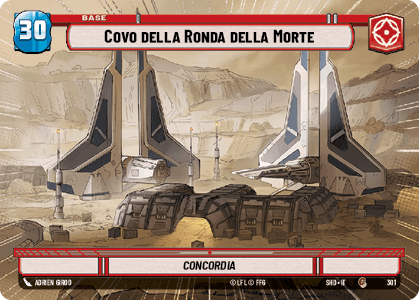 BASE
30
COVO DELLA RONDA DELLA MORTE
CONCORDIA
ADRIEN GIROD
© LFL © FFG
SHD • IT
301